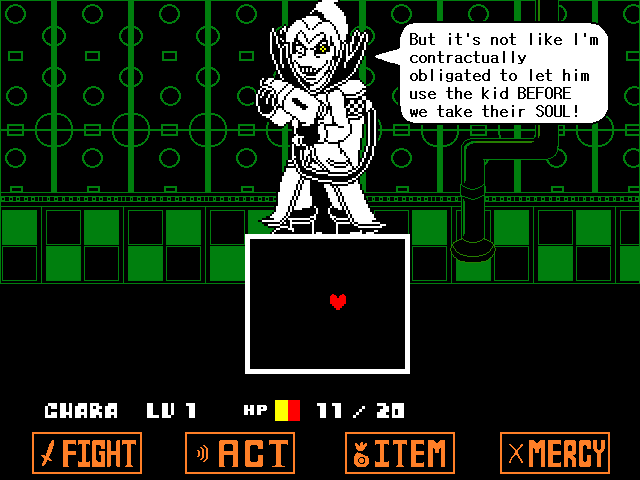 But it's not like I'm
contractually
obligated to let him
use the kid BEFORE
we take their SOUL!
CHARA LV 1 HP 11 / 20
FIGHT ACT ITEM MERCY